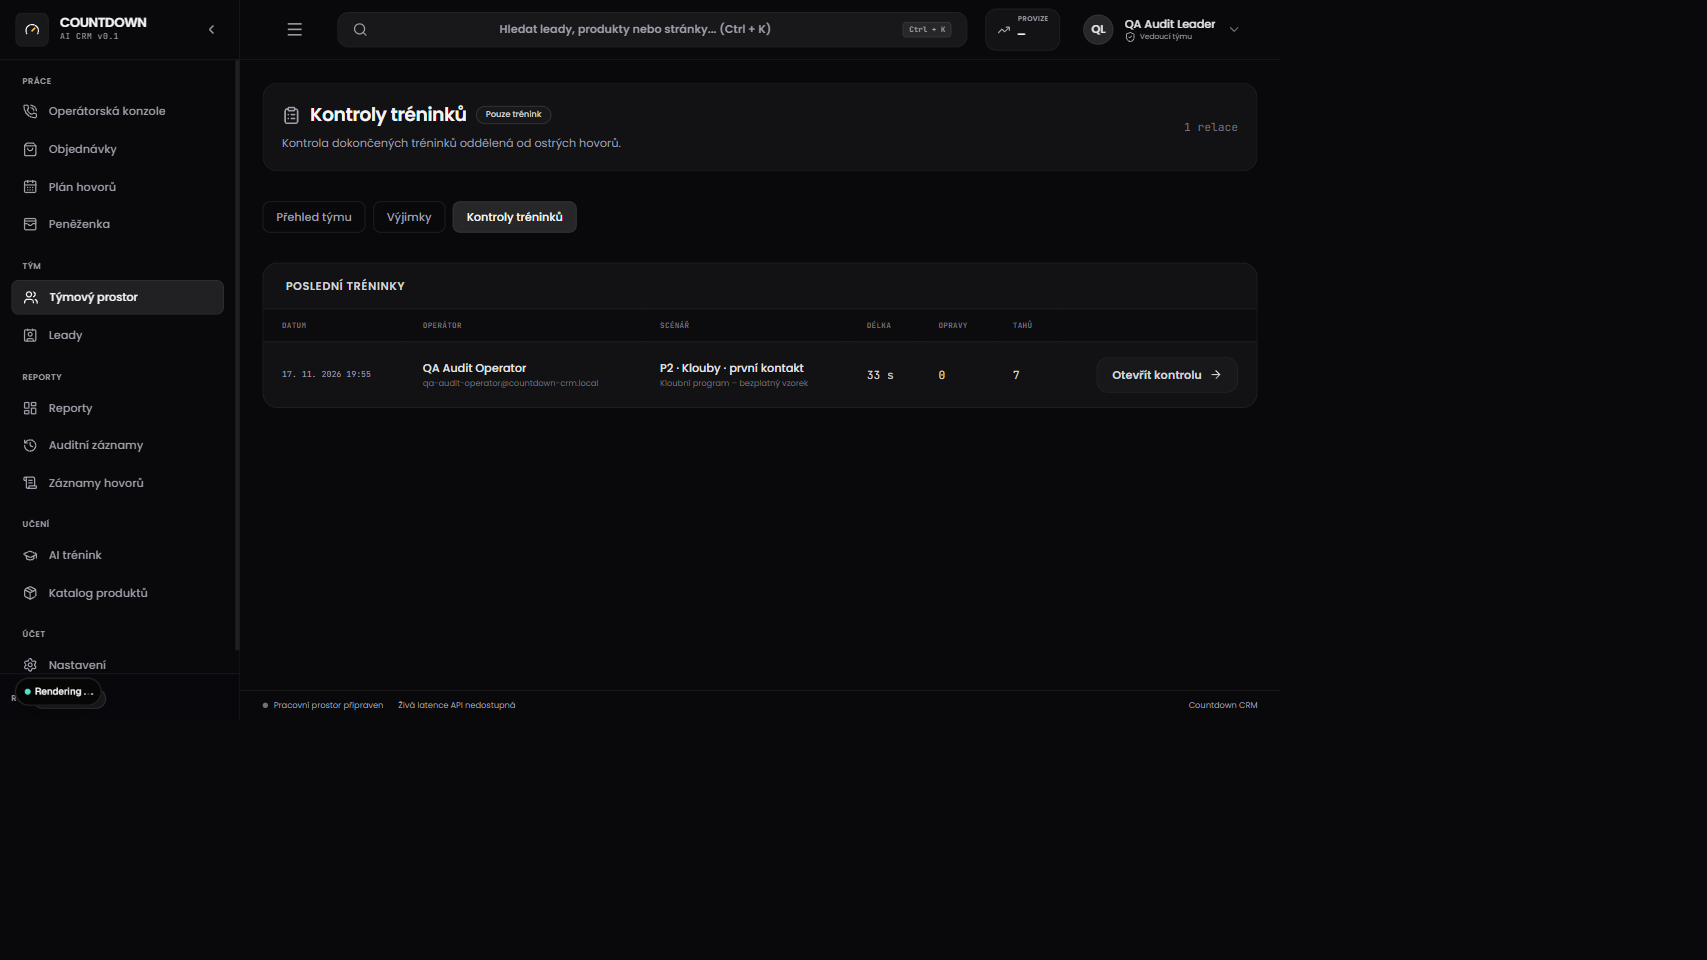 COUNTDOWN
AI CRM v0.1
Hledat leady, produkty nebo stránky... (Ctrl + K)
Ctrl + K
PROVIZE
–
QL
QA Audit Leader
Vedoucí týmu
PRÁCE
Operátorská konzole
Objednávky
Plán hovorů
Peněženka
TÝM
Týmový prostor
Leady
REPORTY
Reporty
Auditní záznamy
Záznamy hovorů
UČENÍ
AI trénink
Katalog produktů
ÚČET
Nastavení
Rendering ...
Kontroly tréninků
Pouze trénink
Kontrola dokončených tréninků oddělená od ostrých hovorů.
1 relace
Přehled týmu
Výjimky
Kontroly tréninků
POSLEDNÍ TRÉNINKY
DATUM OPERÁTOR SCÉNÁŘ DÉLKA OPRAVY TAHŮ
17. 11. 2026 19:55
QA Audit Operator
qa-audit-operator@countdown-crm.local
P2 · Klouby · první kontakt
Kloubní program – bezplatný vzorek
33 s
0
7
Otevřít kontrolu
Pracovní prostor připraven
Živá latence API nedostupná
Countdown CRM